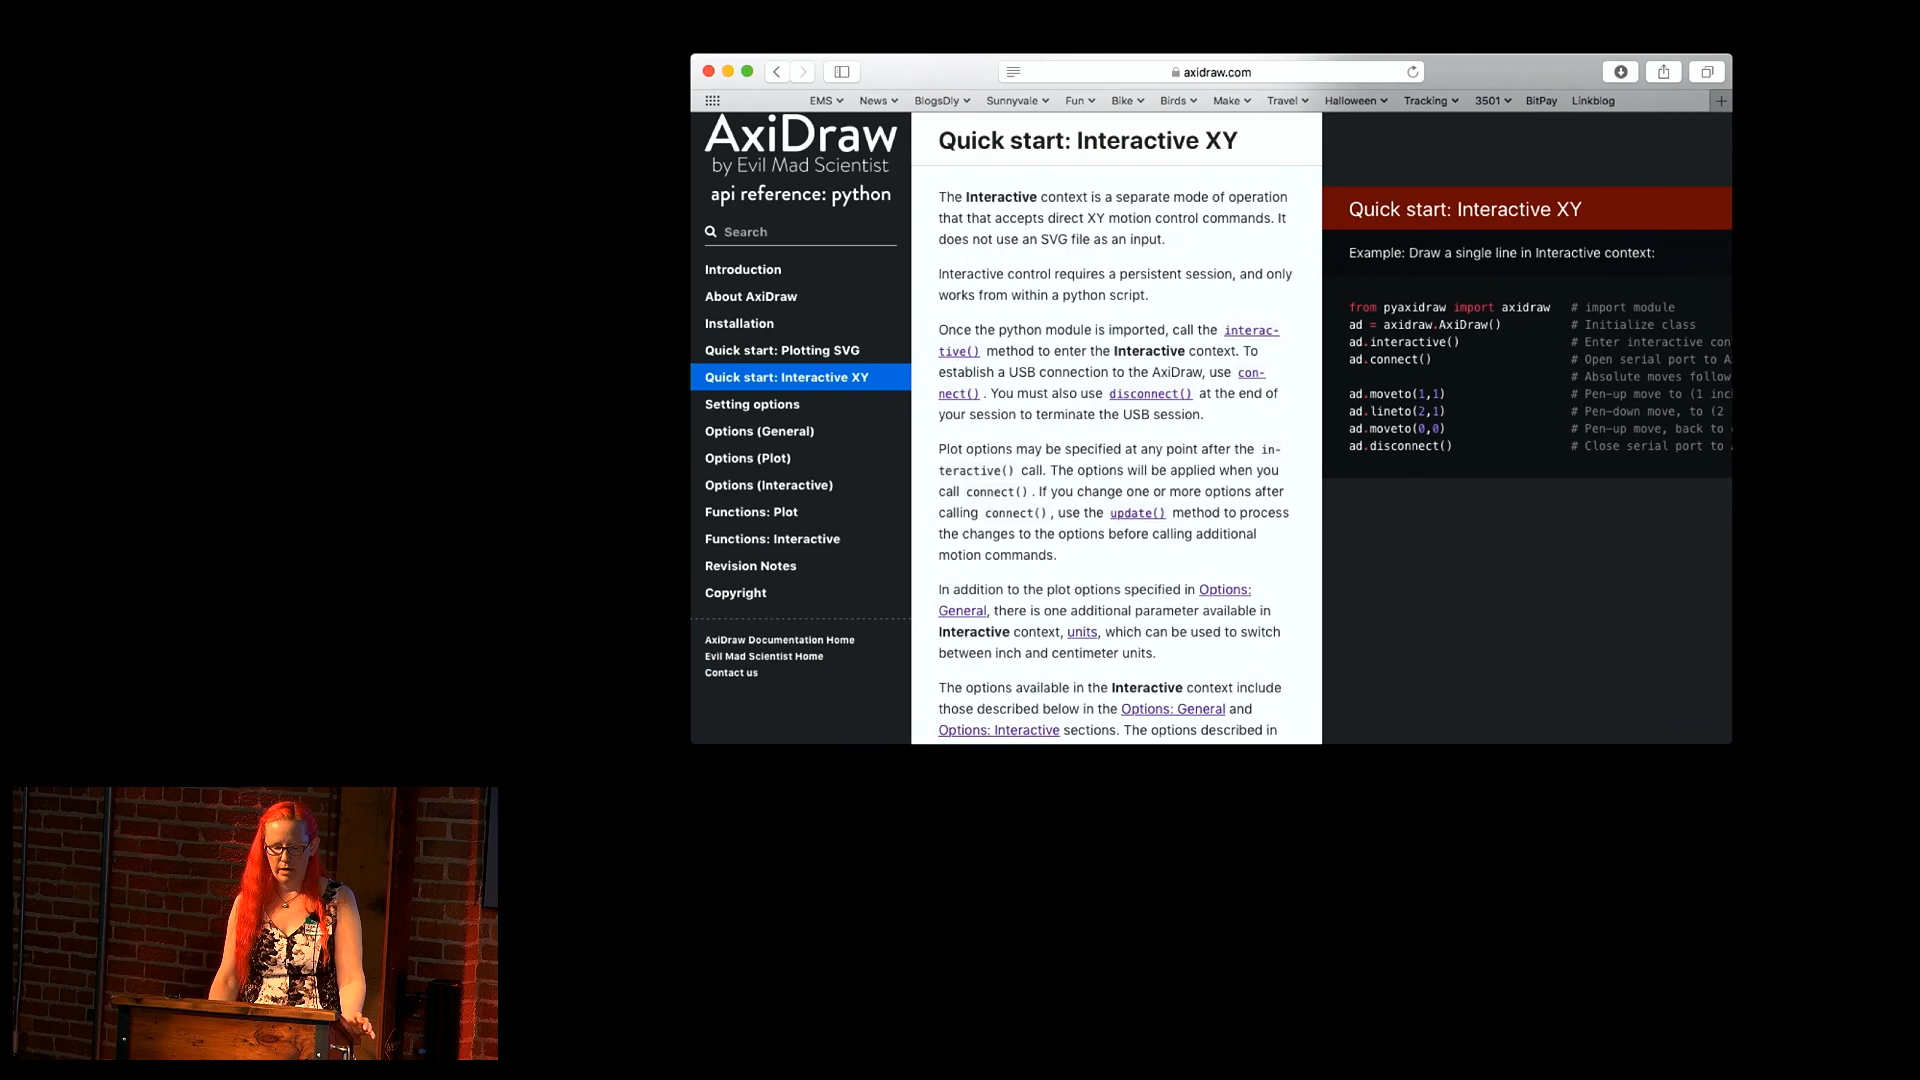 axidraw.com
EMS News BlogsDly Sunnyvale Fun Bike Birds Make Travel Halloween Tracking 3501 BitPay Linkblog
AxiDraw
by Evil Mad Scientist
api reference: python
Search
Introduction
About AxiDraw
Installation
Quick start: Plotting SVG
Quick start: Interactive XY
Setting options
Options (General)
Options (Plot)
Options (Interactive)
Functions: Plot
Functions: Interactive
Revision Notes
Copyright
AxiDraw Documentation Home
Evil Mad Scientist Home
Contact us
Quick start: Interactive XY
The Interactive context is a separate mode of operation
that that accepts direct XY motion control commands. It
does not use an SVG file as an input.
Interactive control requires a persistent session, and only
works from within a python script.
Once the python module is imported, call the interac-
tive() method to enter the Interactive context. To
establish a USB connection to the AxiDraw, use con-
nect() . You must also use disconnect() at the end of
your session to terminate the USB session.
Plot options may be specified at any point after the in-
teractive() call. The options will be applied when you
call connect() . If you change one or more options after
calling connect() , use the update() method to process
the changes to the options before calling additional
motion commands.
In addition to the plot options specified in Options:
General, there is one additional parameter available in
Interactive context, units, which can be used to switch
between inch and centimeter units.
The options available in the Interactive context include
those described below in the Options: General and
Options: Interactive sections. The options described in
Quick start: Interactive XY
Example: Draw a single line in Interactive context:
from pyaxidraw import axidraw # import module
ad = axidraw.AxiDraw() # Initialize class
ad.interactive() # Enter interactive con
ad.connect() # Open serial port to A
# Absolute moves follow
ad.moveto(1,1) # Pen-up move to (1 inc
ad.lineto(2,1) # Pen-down move, to (2
ad.moveto(0,0) # Pen-up move, back to
ad.disconnect() # Close serial port to